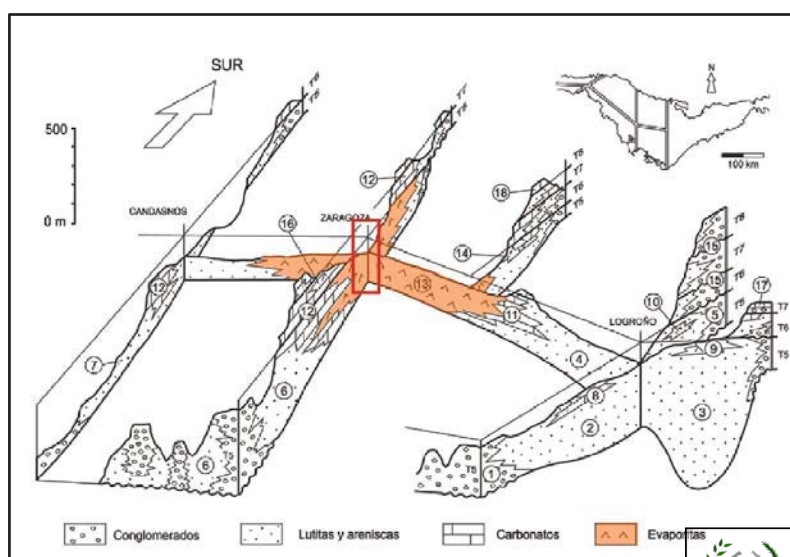 SUR
N
500
0 m
100 km
CANDASNOS
ZARAGOZA
LOGROÑO
T6
T5
T7
T6
T8
T7
T6
T5
T8
T7
T6
T5
T7
T6
T5
T5
T5
12
16
12
12
18
14
13
11
10
16
15
5
17
9
7
6
6
4
8
2
3
1
Conglomerados
Lutitas y areniscas
Carbonatos
Evaporitas